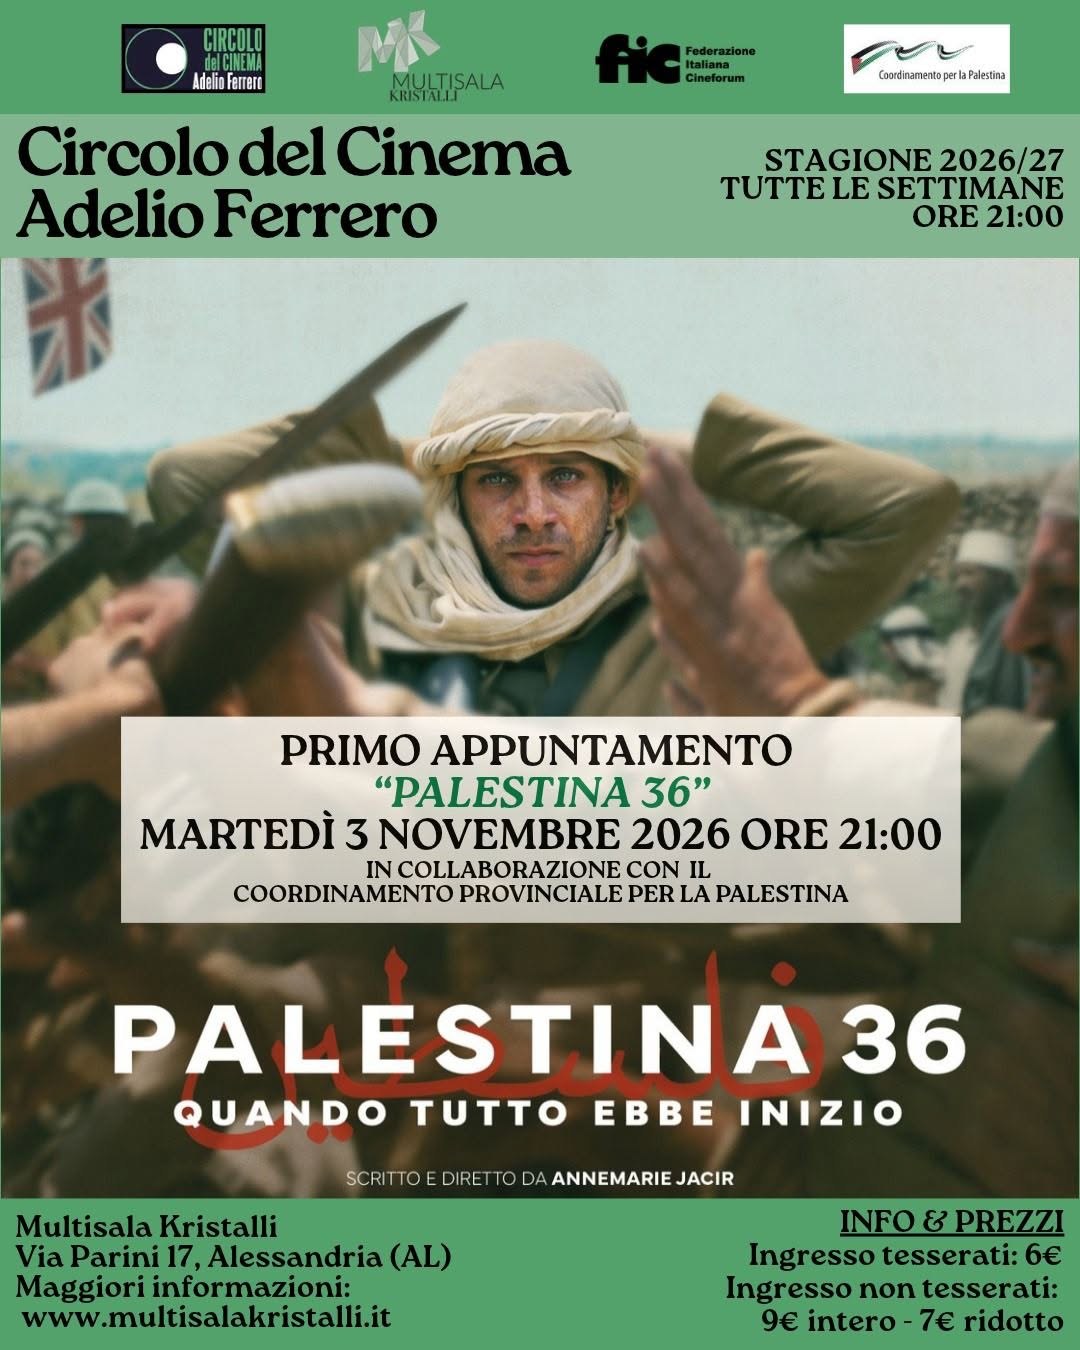 CIRCOLO
del CINEMA
Adelio Ferrero
MK
MULTISALA
KRISTALLI
fic
Federazione
Italiana
Cineforum
Coordinamento per la Palestina
Circolo del Cinema
Adelio Ferrero
STAGIONE 2026/27
TUTTE LE SETTIMANE
ORE 21:00
PRIMO APPUNTAMENTO
“PALESTINA 36”
MARTEDÌ 3 NOVEMBRE 2026 ORE 21:00
IN COLLABORAZIONE CON IL
COORDINAMENTO PROVINCIALE PER LA PALESTINA
فلسطين
PALESTINA 36
QUANDO TUTTO EBBE INIZIO
SCRITTO E DIRETTO DA ANNEMARIE JACIR
Multisala Kristalli
Via Parini 17, Alessandria (AL)
Maggiori informazioni:
www.multisalakristalli.it
INFO & PREZZI
Ingresso tesserati: 6€
Ingresso non tesserati:
9€ intero - 7€ ridotto